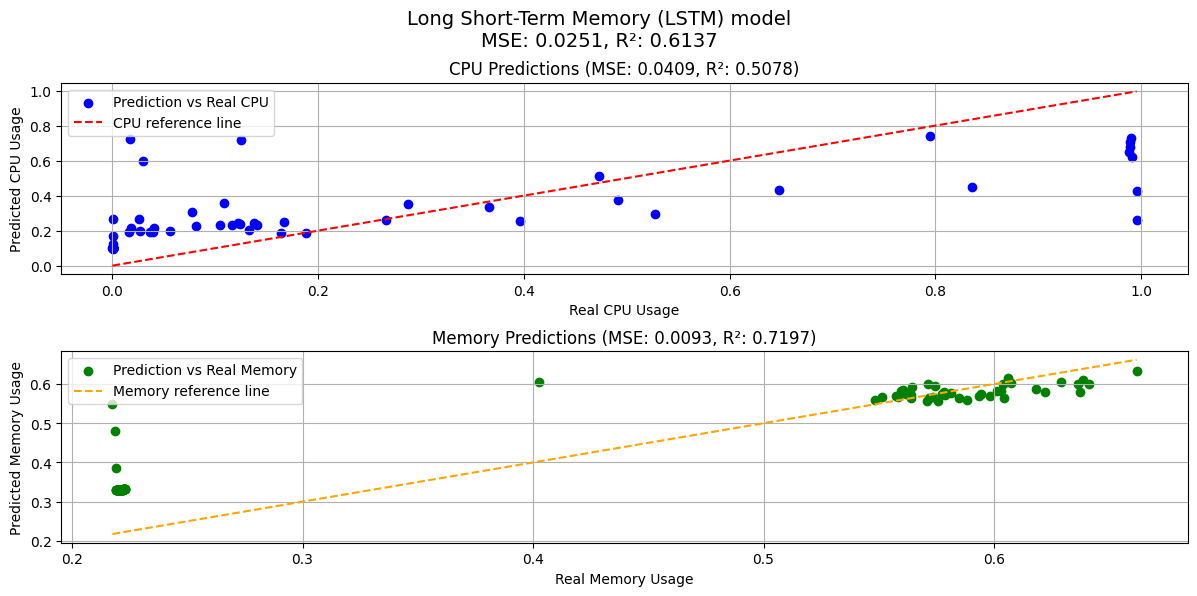 Long Short-Term Memory (LSTM) model
MSE: 0.0251, R²: 0.6137
CPU Predictions (MSE: 0.0409, R²: 0.5078)
Prediction vs Real CPU
CPU reference line
Predicted CPU Usage
1.0
0.8
0.6
0.4
0.2
0.0
0.0
0.2
0.4
0.6
0.8
1.0
Real CPU Usage
Memory Predictions (MSE: 0.0093, R²: 0.7197)
Prediction vs Real Memory
Memory reference line
Predicted Memory Usage
0.6
0.5
0.4
0.3
0.2
0.2
0.3
0.4
0.5
0.6
Real Memory Usage